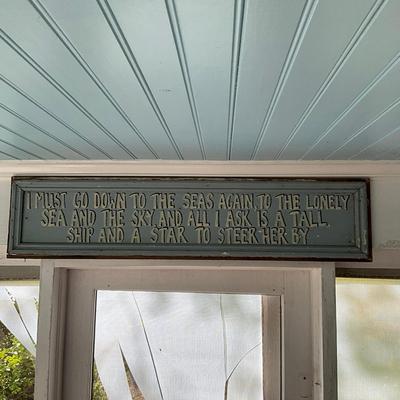 I MUST GO DOWN TO THE SEAS AGAIN, TO THE LONELY
SEA AND THE SKY, AND ALL I ASK IS A TALL
SHIP AND A STAR TO STEER HER BY